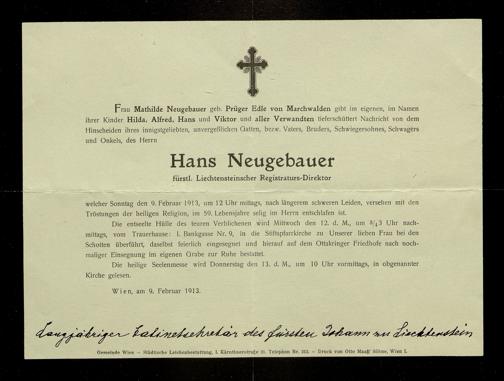 Frau Mathilde Neugebauer geb. Prüger Edle von Marchwalden gibt im eigenen, im Namen
ihrer Kinder Hilda, Alfred, Hans und Viktor und aller Verwandten tieferschüttert Nachricht von dem
Hinscheiden ihres innigstgeliebten, unvergeßlichen Gatten, bezw. Vaters, Bruders, Schwiegersohnes, Schwagers
und Onkels, des Herrn
Hans Neugebauer
fürstl. Liechtensteinscher Registraturs-Direktor
welcher Sonntag den 9. Februar 1913, um 12 Uhr mittags, nach längerem schweren Leiden, versehen mit den
Tröstungen der heiligen Religion, im 59. Lebensjahre selig im Herrn entschlafen ist.
Die entseelte Hülle des teuren Verblichenen wird Mittwoch den 12. d. M., um 3/43 Uhr nach-
mittags, vom Trauerhause: I. Bankgasse Nr. 9, in die Stiftspfarrkirche zu Unserer lieben Frau bei den
Schotten überführt, daselbst feierlich eingesegnet und hierauf auf dem Ottakringer Friedhofe nach noch-
maliger Einsegnung im eigenen Grabe zur Ruhe bestattet.
Die heilige Seelenmesse wird Donnerstag den 13. d. M., um 10 Uhr vormittags, in obgenannter
Kirche gelesen.
Wien, am 9. Februar 1913.
Langjähriger Cabinetsekretär des Fürsten Johann zu Liechtenstein
Gemeinde Wien – Städtische Leichenbestattung, I. Kärntnerstraße Telephon Nr. – Druck von Otto Maaß' Söhne, Wien I.